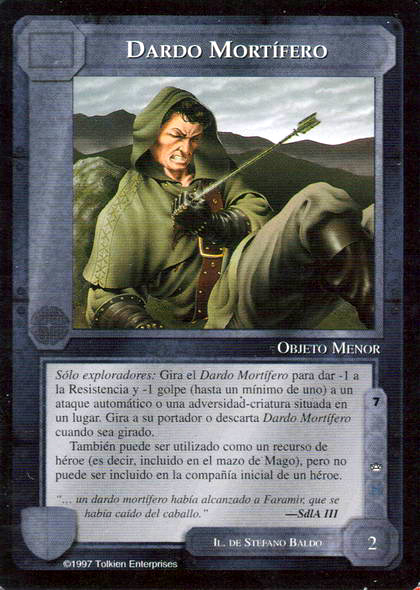 DARDO MORTÍFERO
OBJETO MENOR
Sólo exploradores: Gira el Dardo Mortífero para dar -1 a
la Resistencia y -1 golpe (hasta un mínimo de uno) a un
ataque automático o una adversidad-criatura situada en
un lugar. Gira a su portador o descarta Dardo Mortífero
cuando sea girado.
También puede ser utilizado como un recurso de
héroe (es decir, incluido en el mazo de Mago), pero no
puede ser incluido en la compañía inicial de un héroe.
"... un dardo mortífero había alcanzado a Faramir, que se
había caído del caballo." —SdlA III
7
IL. DE STEFANO BALDO
2
©1997 Tolkien Enterprises